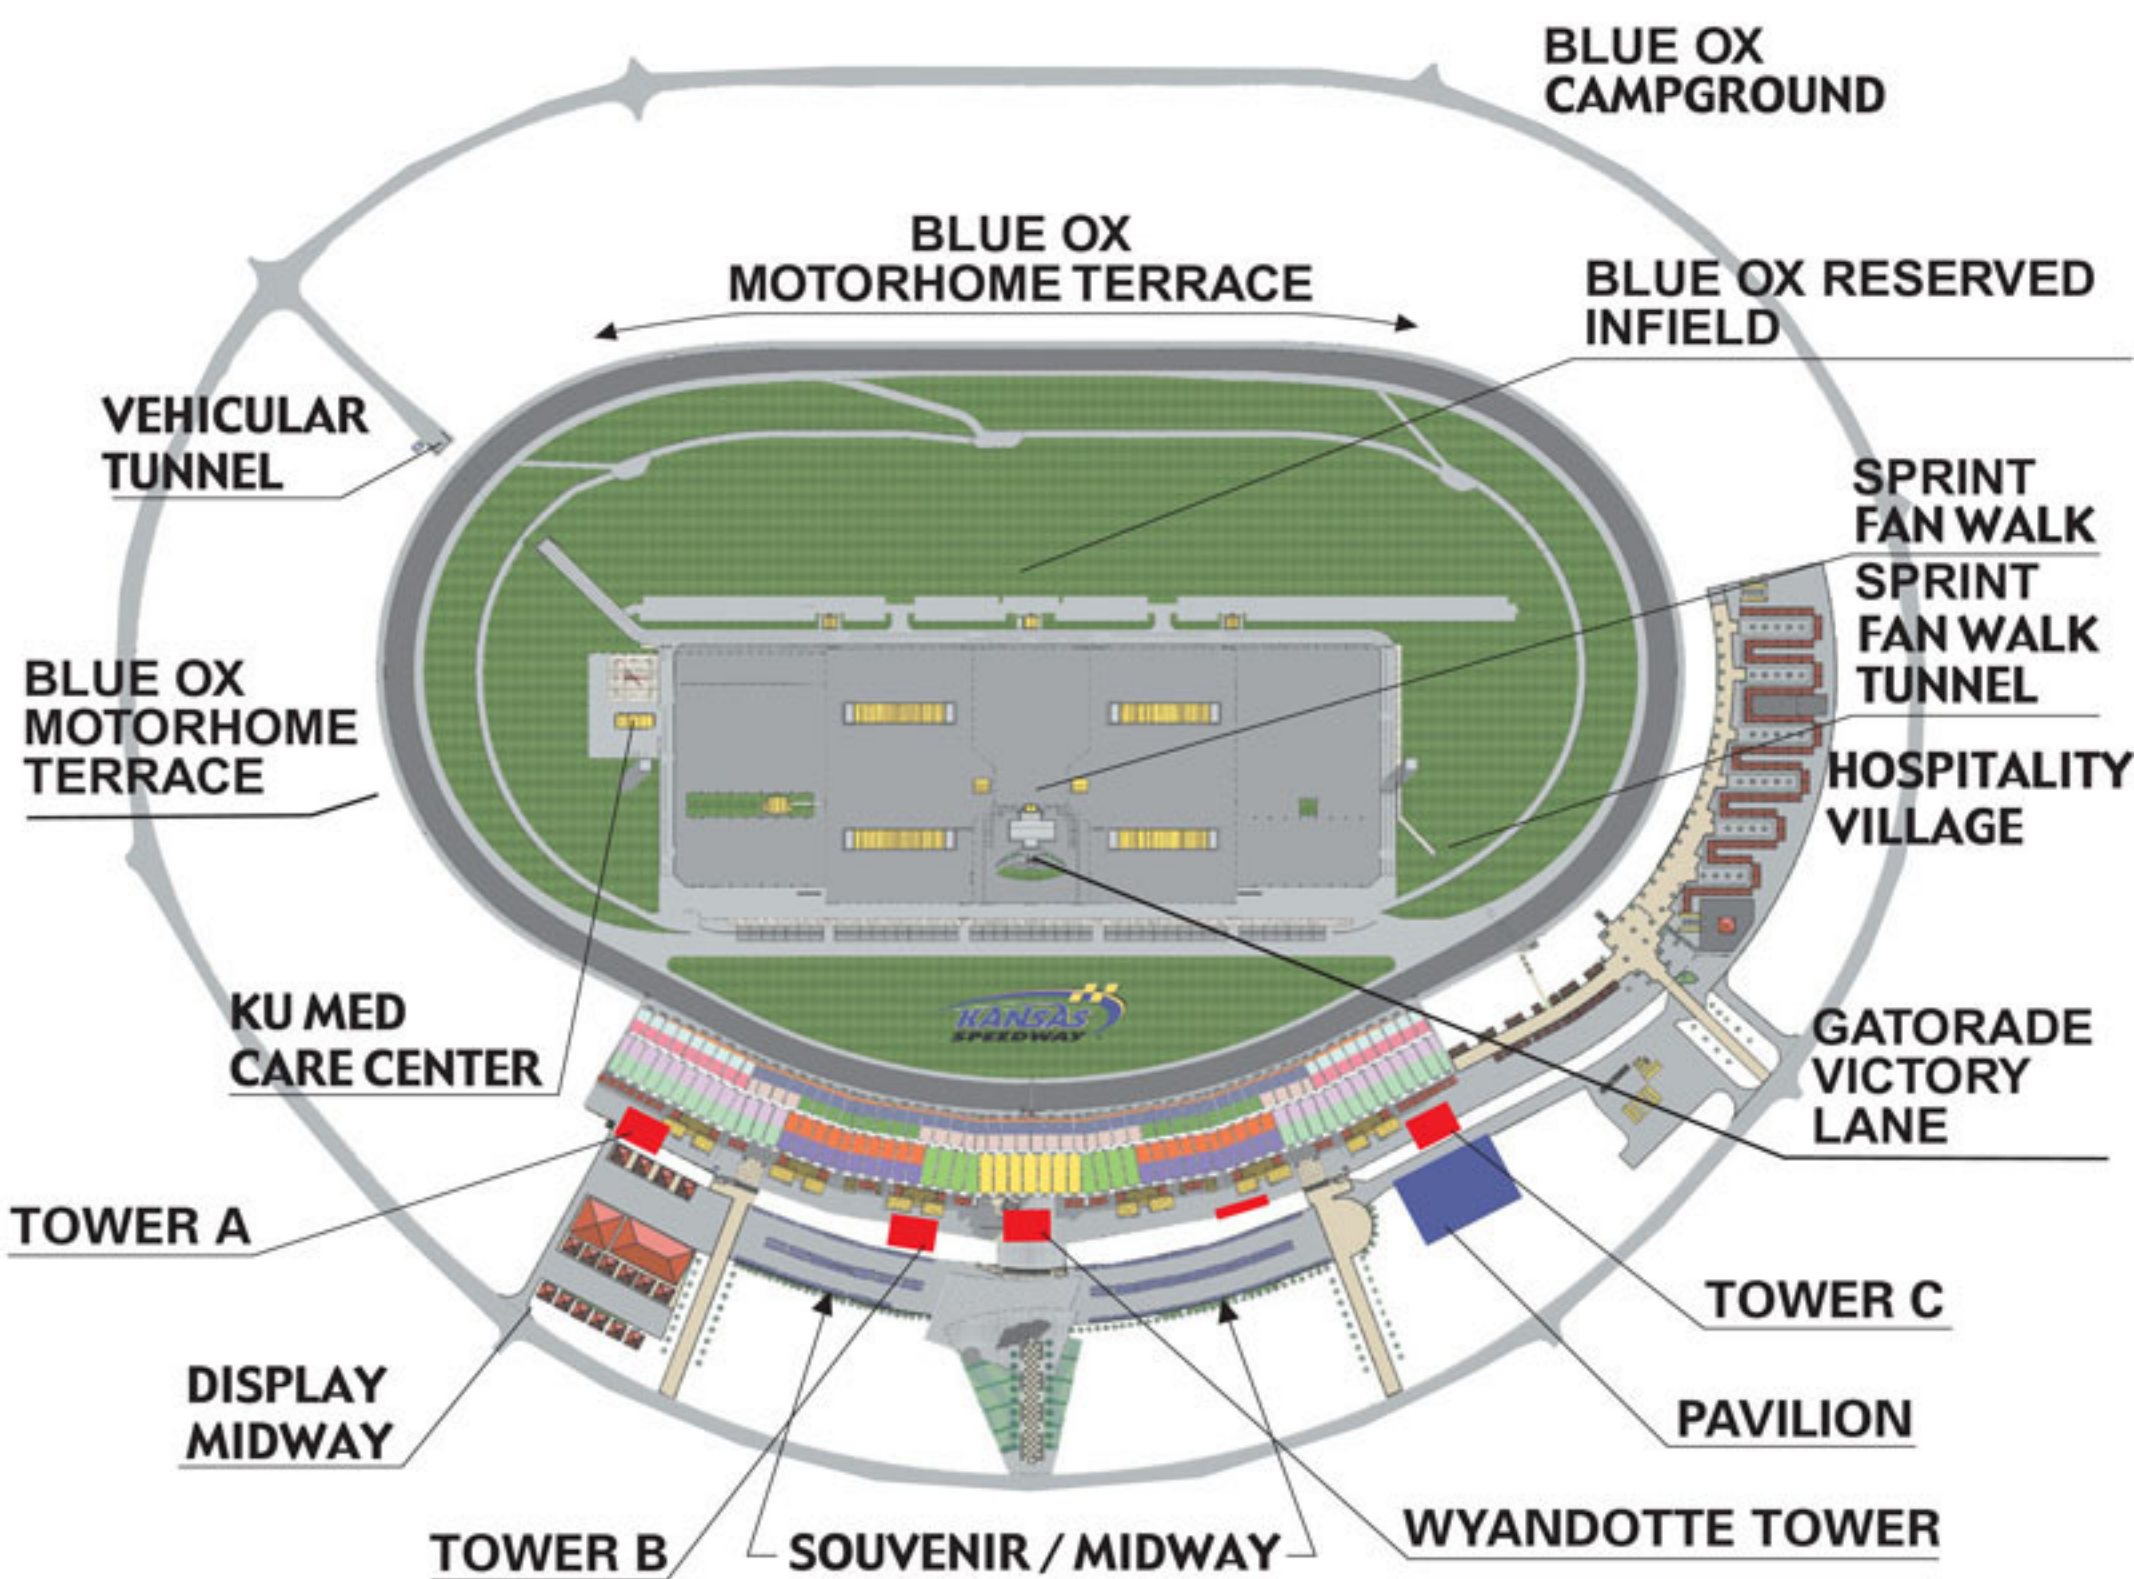 BLUE OX
CAMPGROUND
BLUE OX
MOTORHOME TERRACE
BLUE OX RESERVED
INFIELD
VEHICULAR
TUNNEL
SPRINT
FAN WALK
SPRINT
FAN WALK
TUNNEL
BLUE OX
MOTORHOME
TERRACE
HOSPITALITY
VILLAGE
KU MED
CARE CENTER
KANSAS
SPEEDWAY
GATORADE
VICTORY
LANE
TOWER A
TOWER C
DISPLAY
MIDWAY
PAVILION
TOWER B
SOUVENIR / MIDWAY
WYANDOTTE TOWER